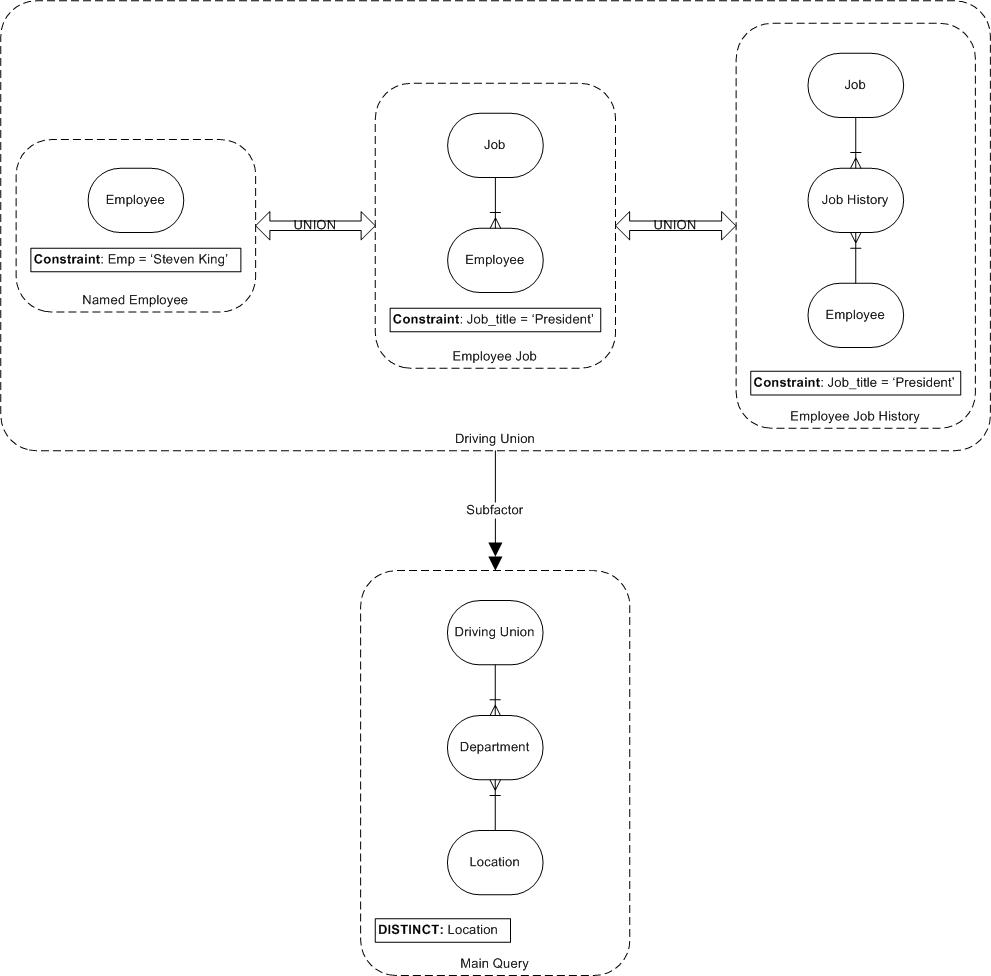 Employee
Constraint: Emp = ‘Steven King’
Named Employee
UNION
Job
Employee
Constraint: Job_title = ‘President’
Employee Job
UNION
Job
Job History
Employee
Constraint: Job_title = ‘President’
Employee Job History
Driving Union
Subfactor
Driving Union
Department
Location
DISTINCT: Location
Main Query